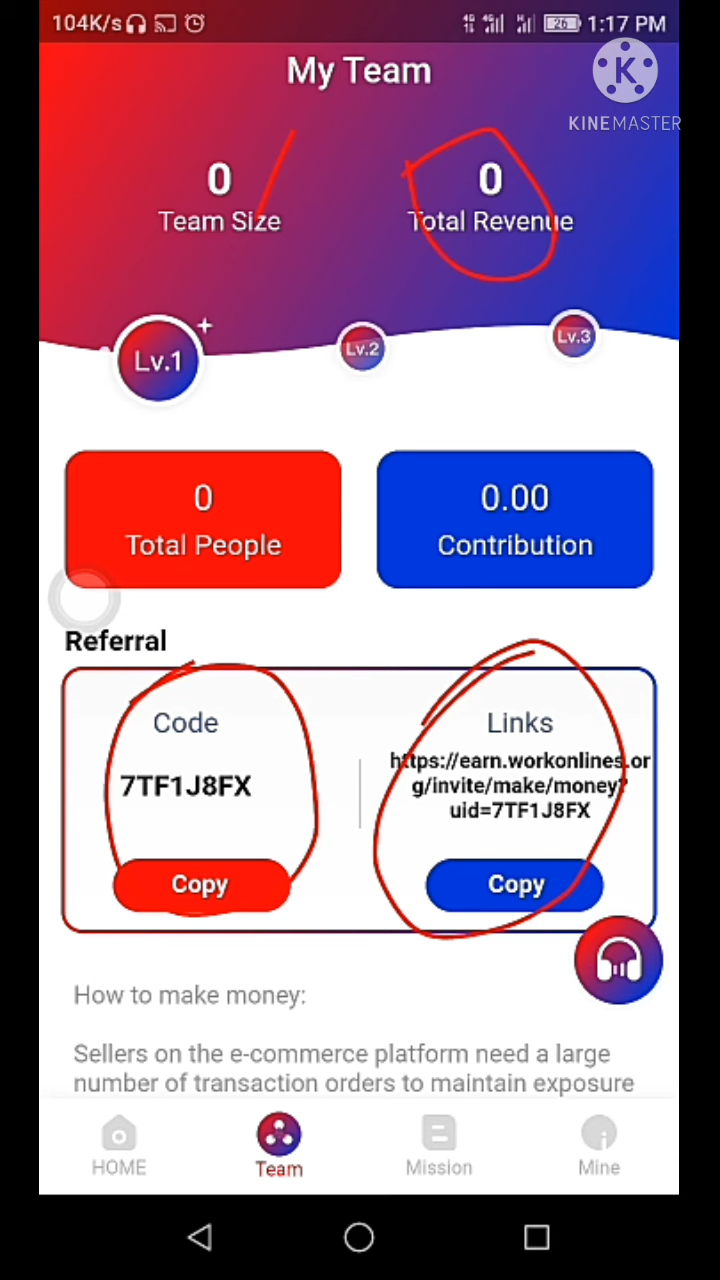 104K/s 26 1:17 PM
My Team
KINEMASTER
0 0
Team Size Total Revenue
Lv.1 Lv.2 Lv.3
0 0.00
Total People Contribution
Referral
Code Links
7TF1J8FX
https://earn.workonlines.or
g/invite/make/money?
uid=7TF1J8FX
Copy Copy
How to make money:
Sellers on the e-commerce platform need a large
number of transaction orders to maintain exposure
HOME Team Mission Mine